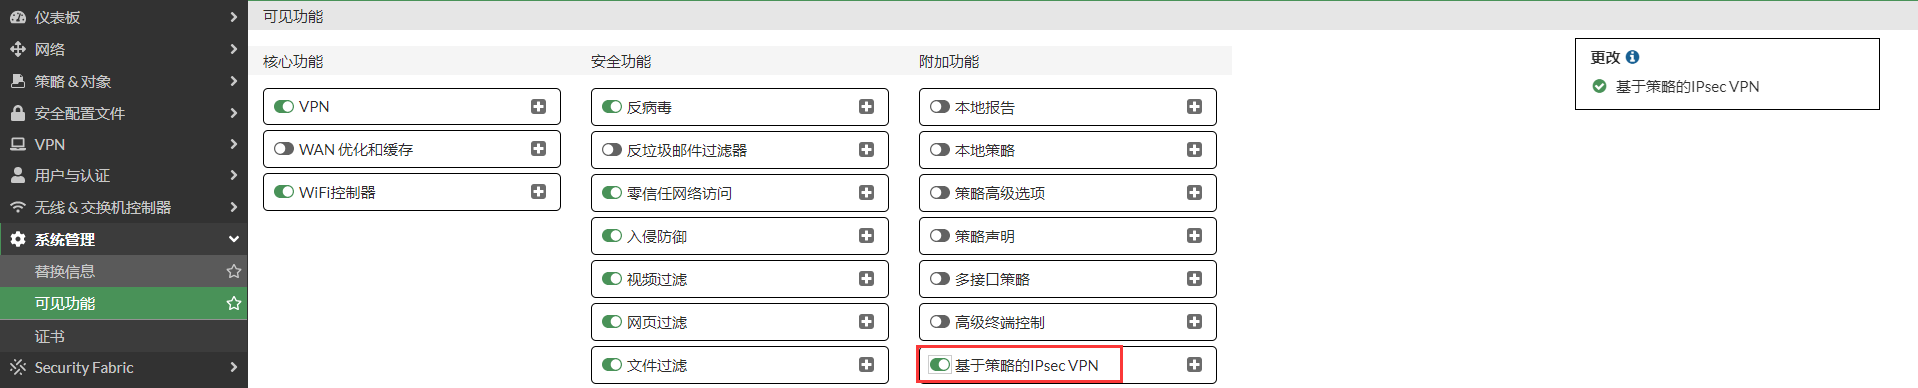 仪表板
网络
策略 & 对象
安全配置文件
VPN
用户与认证
无线 & 交换机控制器
系统管理
替换信息
可见功能
证书
Security Fabric
可见功能
核心功能
VPN
WAN 优化和缓存
WiFi控制器
安全功能
反病毒
反垃圾邮件过滤器
零信任网络访问
入侵防御
视频过滤
网页过滤
文件过滤
附加功能
本地报告
本地策略
策略高级选项
策略声明
多接口策略
高级终端控制
基于策略的IPsec VPN
更改
基于策略的IPsec VPN